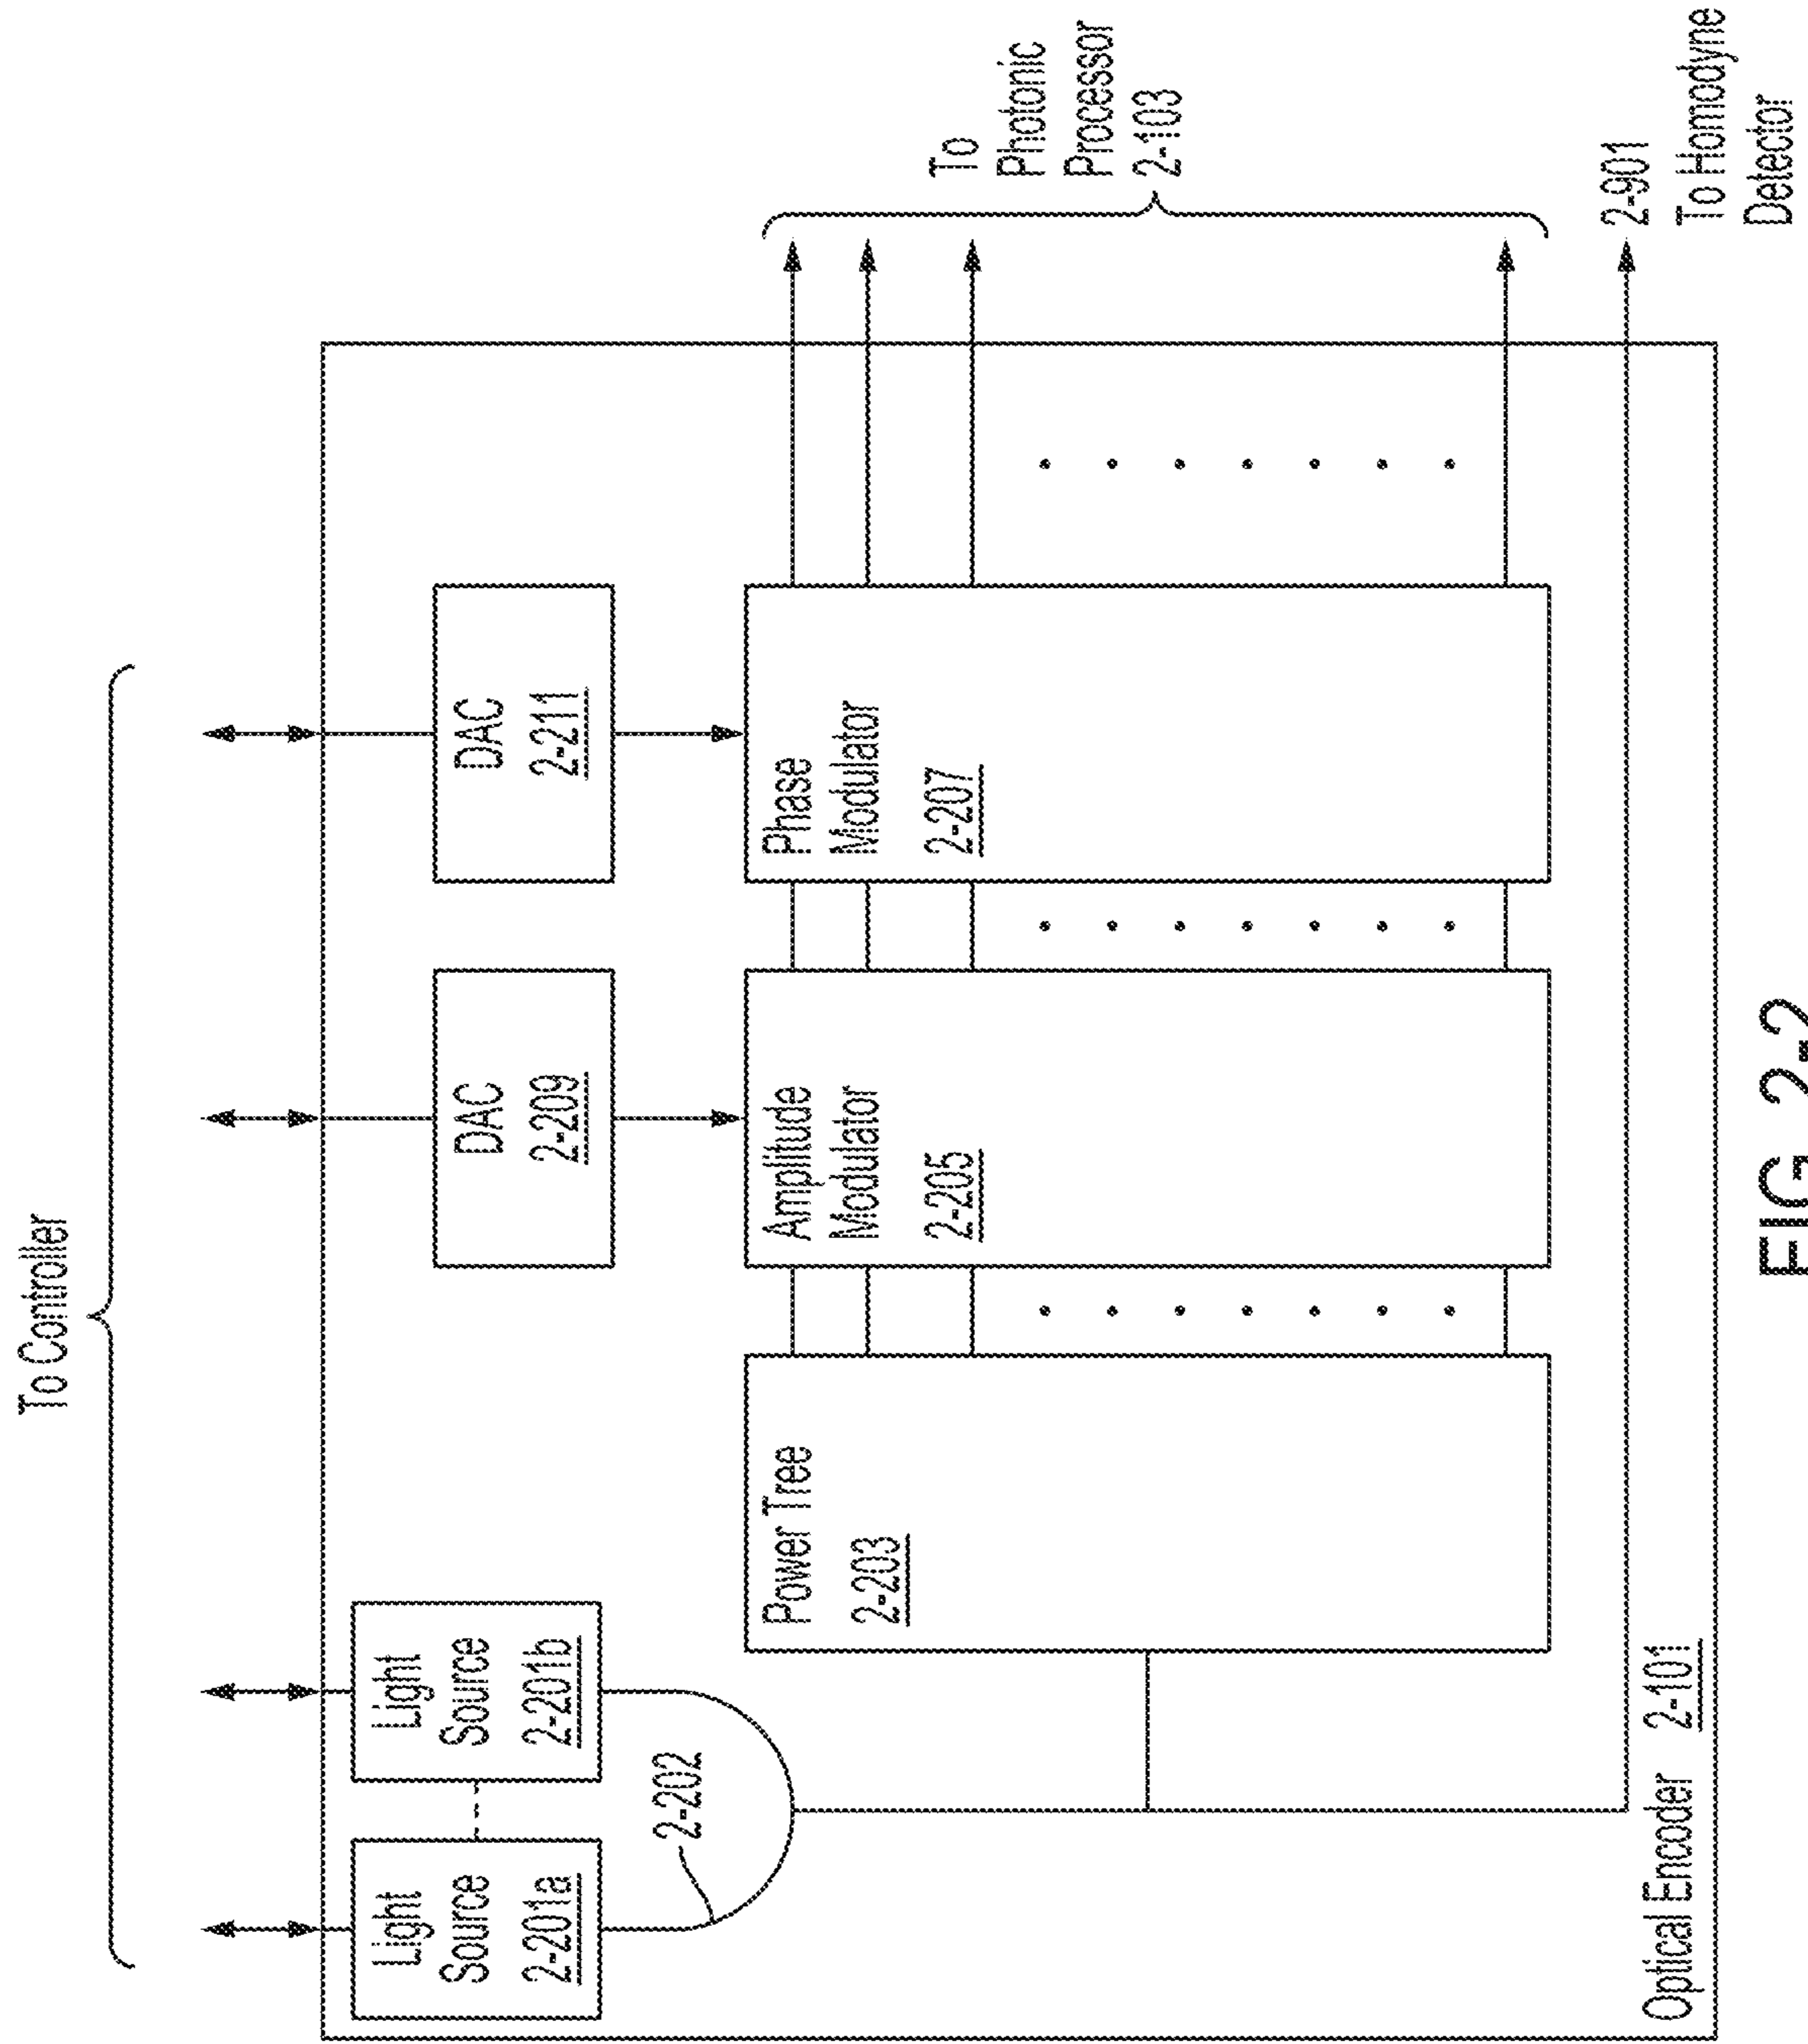 To Controller
Light
Source
2-201a
Light
Source
2-201b
2-202
DAC
2-209
DAC
2-211
Power Tree
2-203
Amplitude
Modulator
2-205
Phase
Modulator
2-207
To
Photonic
Processor
2-103
2-901
To Homodyne
Detector
Optical Encoder 2-101
FIG. 2-2